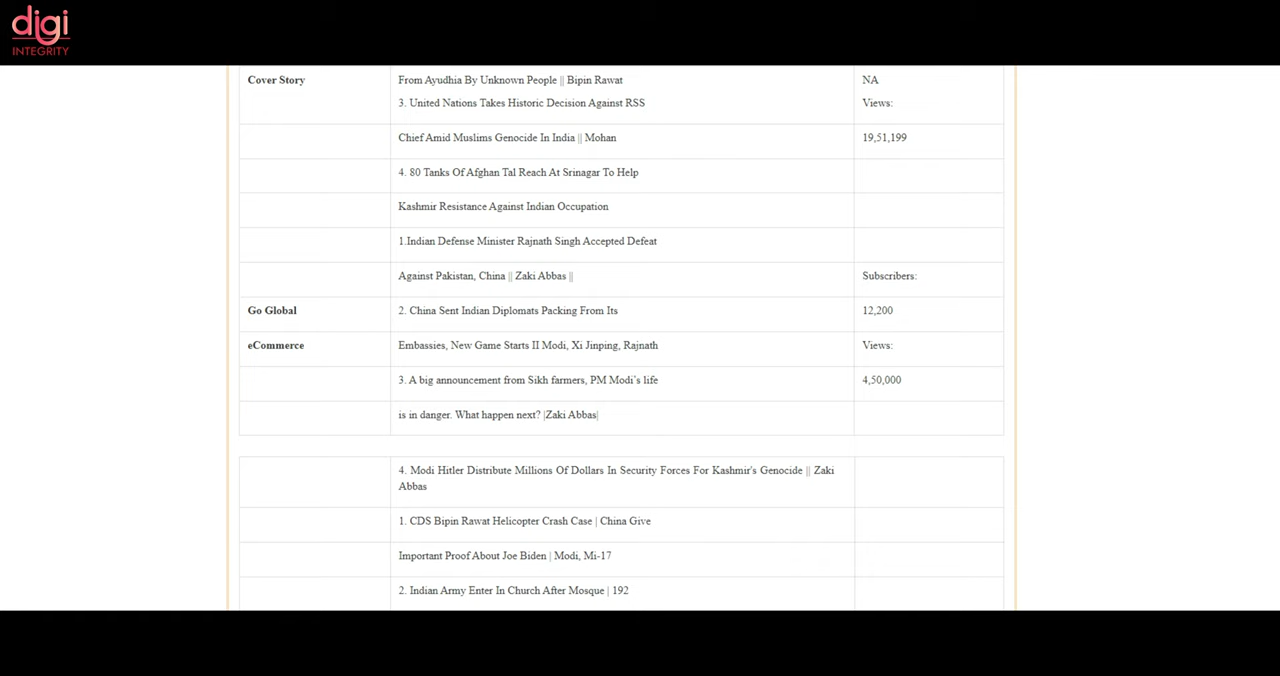 digi
INTEGRITY
Cover Story From Ayudhia By Unknown People || Bipin Rawat NA
3. United Nations Takes Historic Decision Against RSS Views:
Chief Amid Muslims Genocide In India || Mohan 19,51,199
4. 80 Tanks Of Afghan Tal Reach At Srinagar To Help
Kashmir Resistance Against Indian Occupation
1.Indian Defense Minister Rajnath Singh Accepted Defeat
Against Pakistan, China || Zaki Abbas || Subscribers:
Go Global 2. China Sent Indian Diplomats Packing From Its 12,200
eCommerce Embassies, New Game Starts II Modi, Xi Jinping, Rajnath Views:
3. A big announcement from Sikh farmers, PM Modi's life 4,50,000
is in danger. What happen next? |Zaki Abbas|
4. Modi Hitler Distribute Millions Of Dollars In Security Forces For Kashmir's Genocide || Zaki
Abbas
1. CDS Bipin Rawat Helicopter Crash Case | China Give
Important Proof About Joe Biden | Modi, Mi-17
2. Indian Army Enter In Church After Mosque | 192